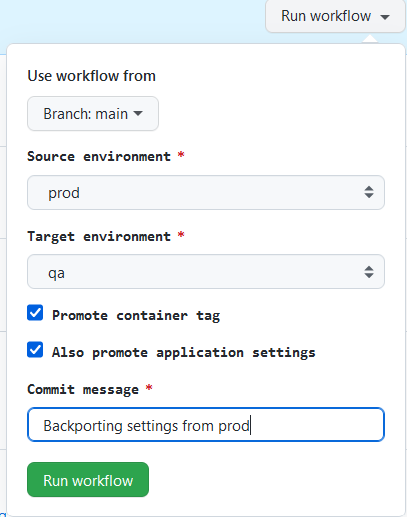 Run workflow
Use workflow from
Branch: main
Source environment *
prod
Target environment *
qa
Promote container tag
Also promote application settings
Commit message *
Backporting settings from prod
Run workflow